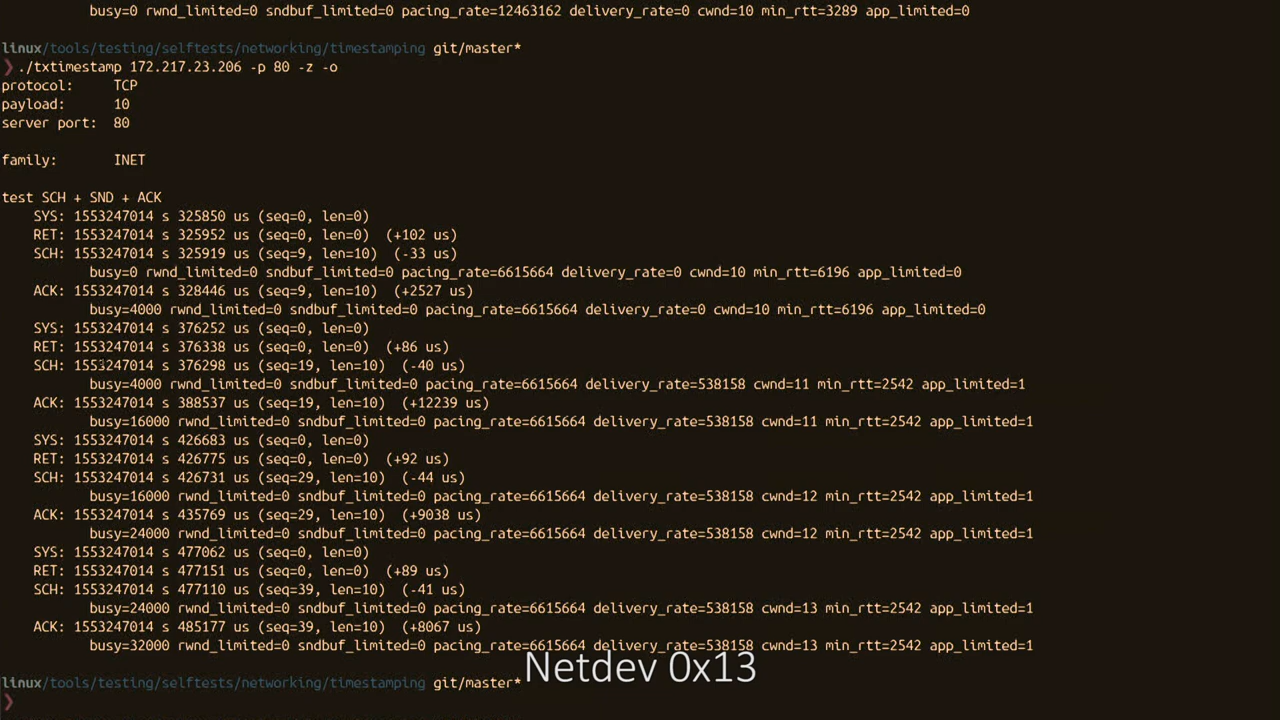 busy=0 rwnd_limited=0 sndbuf_limited=0 pacing_rate=12463162 delivery_rate=0 cwnd=10 min_rtt=3289 app_limited=0
linux/tools/testing/selftests/networking/timestamping git/master*
❯ ./txtimestamp 172.217.23.206 -p 80 -z -o
protocol: TCP
payload: 10
server port: 80
family: INET
test SCH + SND + ACK
SYS: 1553247014 s 325850 us (seq=0, len=0)
RET: 1553247014 s 325952 us (seq=0, len=0) (+102 us)
SCH: 1553247014 s 325919 us (seq=9, len=10) (-33 us)
busy=0 rwnd_limited=0 sndbuf_limited=0 pacing_rate=6615664 delivery_rate=0 cwnd=10 min_rtt=6196 app_limited=0
ACK: 1553247014 s 328446 us (seq=9, len=10) (+2527 us)
busy=4000 rwnd_limited=0 sndbuf_limited=0 pacing_rate=6615664 delivery_rate=0 cwnd=10 min_rtt=6196 app_limited=0
SYS: 1553247014 s 376252 us (seq=0, len=0)
RET: 1553247014 s 376338 us (seq=0, len=0) (+86 us)
SCH: 1553247014 s 376298 us (seq=19, len=10) (-40 us)
busy=4000 rwnd_limited=0 sndbuf_limited=0 pacing_rate=6615664 delivery_rate=538158 cwnd=11 min_rtt=2542 app_limited=1
ACK: 1553247014 s 388537 us (seq=19, len=10) (+12239 us)
busy=16000 rwnd_limited=0 sndbuf_limited=0 pacing_rate=6615664 delivery_rate=538158 cwnd=11 min_rtt=2542 app_limited=1
SYS: 1553247014 s 426683 us (seq=0, len=0)
RET: 1553247014 s 426775 us (seq=0, len=0) (+92 us)
SCH: 1553247014 s 426731 us (seq=29, len=10) (-44 us)
busy=16000 rwnd_limited=0 sndbuf_limited=0 pacing_rate=6615664 delivery_rate=538158 cwnd=12 min_rtt=2542 app_limited=1
ACK: 1553247014 s 435769 us (seq=29, len=10) (+9038 us)
busy=24000 rwnd_limited=0 sndbuf_limited=0 pacing_rate=6615664 delivery_rate=538158 cwnd=12 min_rtt=2542 app_limited=1
SYS: 1553247014 s 477062 us (seq=0, len=0)
RET: 1553247014 s 477151 us (seq=0, len=0) (+89 us)
SCH: 1553247014 s 477110 us (seq=39, len=10) (-41 us)
busy=24000 rwnd_limited=0 sndbuf_limited=0 pacing_rate=6615664 delivery_rate=538158 cwnd=13 min_rtt=2542 app_limited=1
ACK: 1553247014 s 485177 us (seq=39, len=10) (+8067 us)
busy=32000 rwnd_limited=0 sndbuf_limited=0 pacing_rate=6615664 delivery_rate=538158 cwnd=13 min_rtt=2542 app_limited=1
Netdev 0x13
linux/tools/testing/selftests/networking/timestamping git/master*
❯